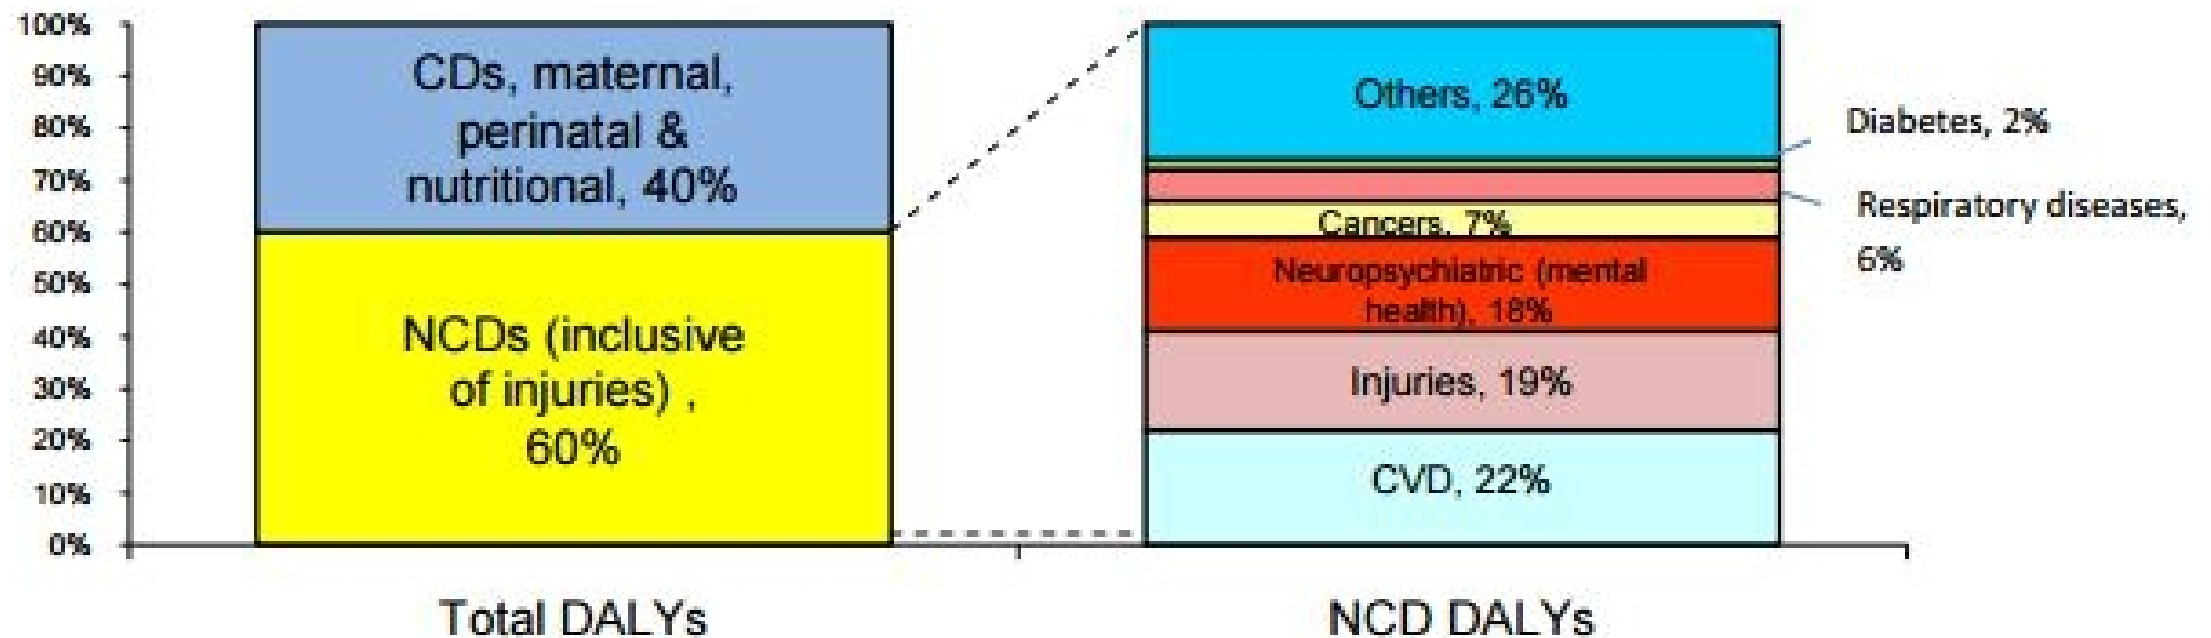 100%
90%
80%
70%
60%
50%
40%
30%
20%
10%
0%
CDs, maternal,
perinatal &
nutritional, 40%
NCDs (inclusive
of injuries) ,
60%
Total DALYs
Others, 26%
Cancers, 7%
Neuropsychiatric (mental
health), 18%
Injuries, 19%
CVD, 22%
NCD DALYs
Diabetes, 2%
Respiratory diseases,
6%